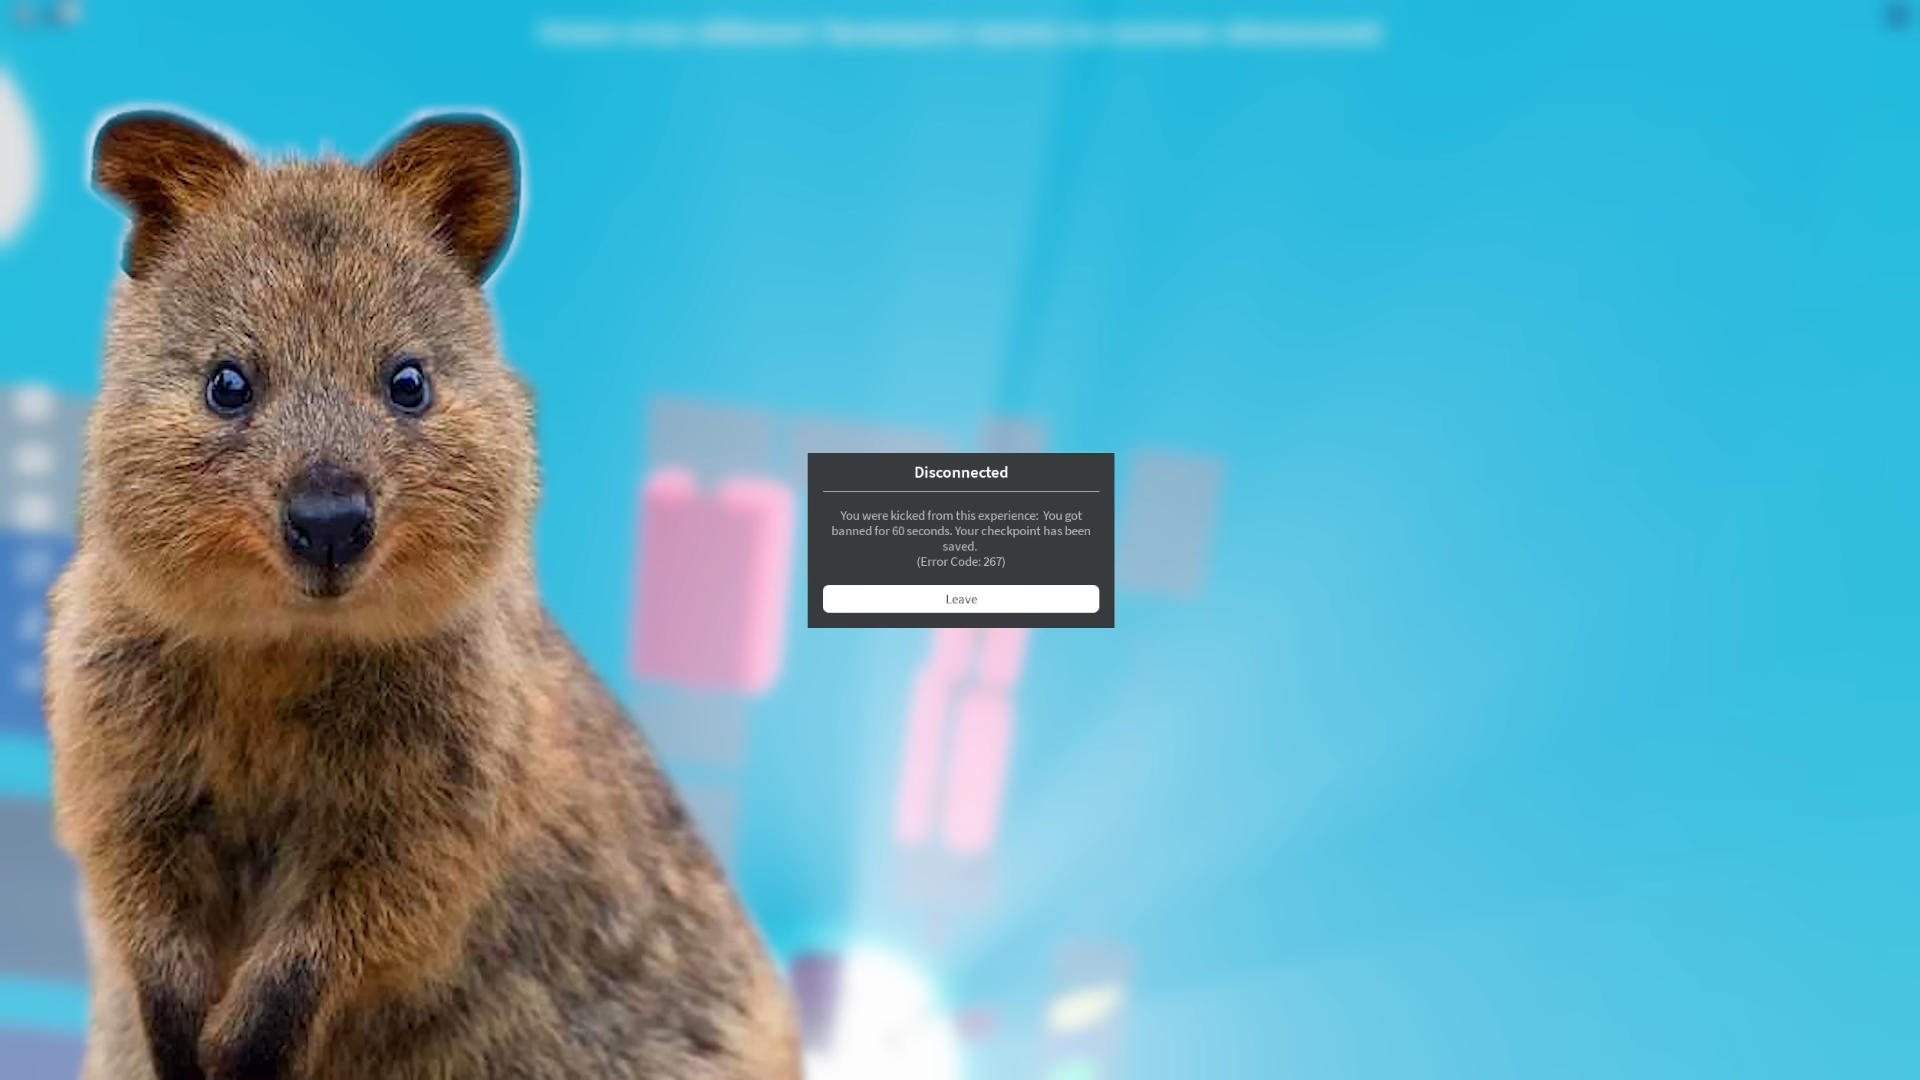 Disconnected
You were kicked from this experience: You got
banned for 60 seconds. Your checkpoint has been
saved.
(Error Code: 267)
Leave